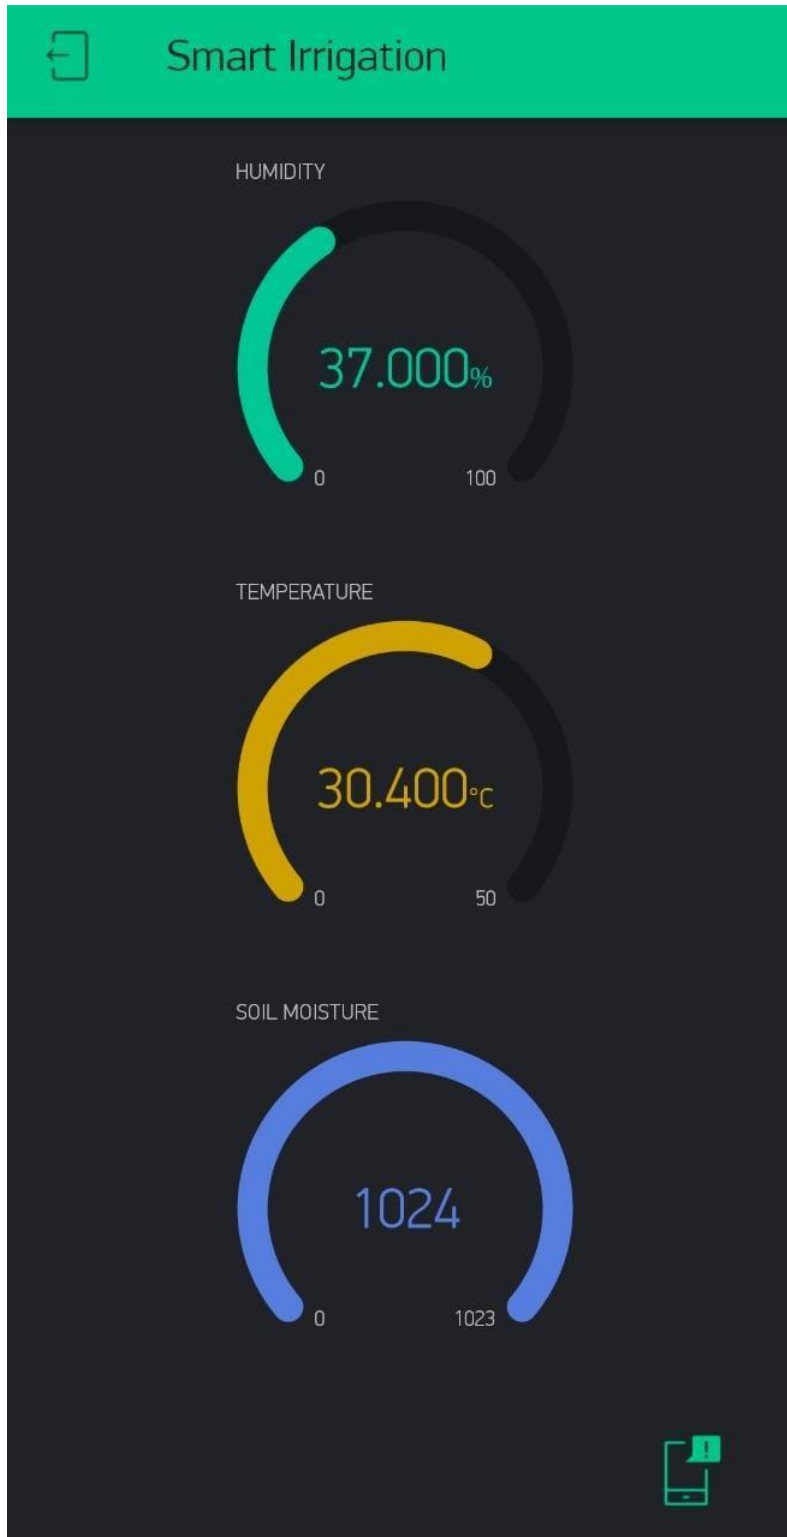 Smart Irrigation
HUMIDITY
37.000%
0 100
TEMPERATURE
30.400°C
0 50
SOIL MOISTURE
1024
0 1023
!